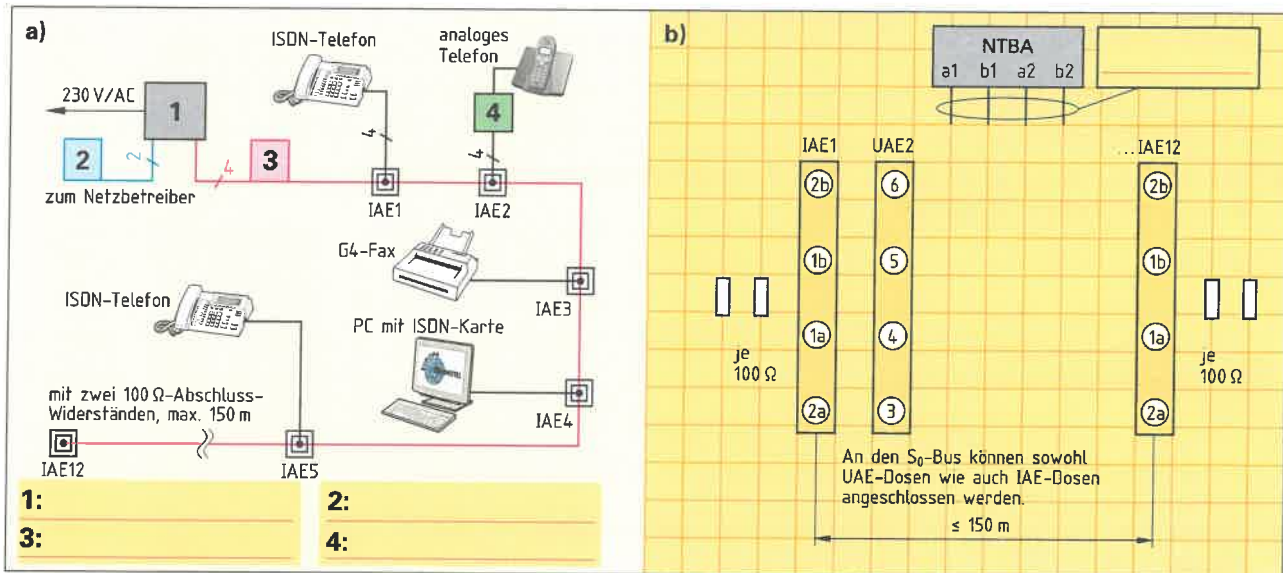 a)
ISDN-Telefon
analoges
Telefon
230 V/AC
1
4
2
2
4
3
4
4
zum Netzbetreiber
IAE1
IAE2
G4-Fax
IAE3
ISDN-Telefon
PC mit ISDN-Karte
IAE4
mit zwei 100 Ω-Abschluss-
Widerständen, max. 150 m
IAE12
IAE5
1:
2:
3:
4:
b)
NTBA
a1 b1 a2 b2
IAE1 UAE2 ...IAE12
2b 6 2b
1b 5 1b
1a 4 1a
je
100 Ω
je
100 Ω
2a 3 2a
An den S₀-Bus können sowohl
UAE-Dosen wie auch IAE-Dosen
angeschlossen werden.
≤ 150 m